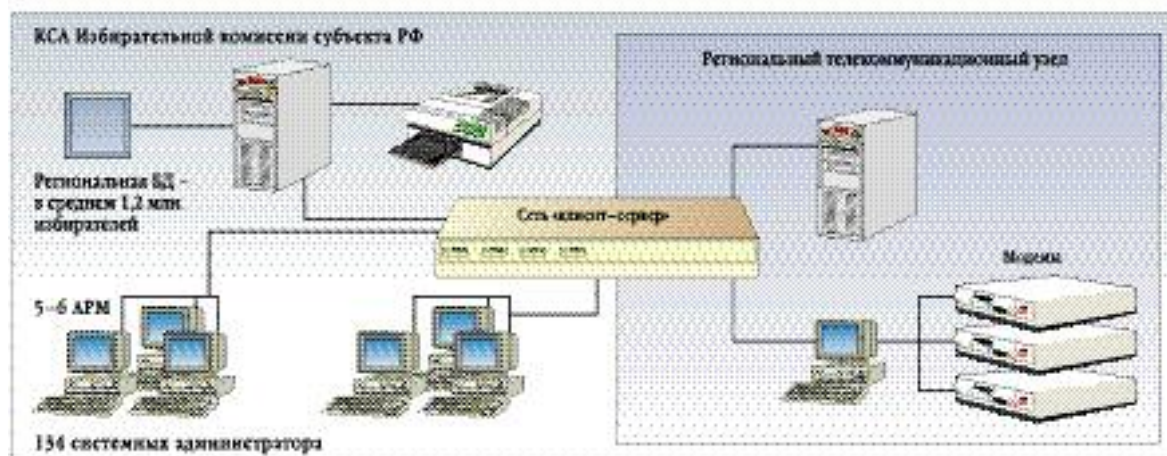 КСА Избирательной комиссии субъекта РФ
Региональный телекоммуникационный узел
Региональная БД –
в среднем 1,2 млн.
избирателей
Сеть «клиент–сервер»
Модемы
5–6 АРМ
134 системных администратора